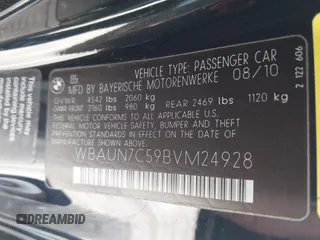 VEHICLE TYPE: PASSENGER CAR
MFD BY BAYERISCHE MOTORENWERKE 08/10
GVWR 4542 lbs 2060 kg
GAWR FRONT 2160 lbs 980 kg REAR 2469 lbs 1120 kg
THIS VEHICLE CONFORMS TO ALL APPLICABLE
FEDERAL MOTOR VEHICLE SAFETY,
BUMPER, AND THEFT PREVENTION STANDARDS
IN EFFECT ON THE DATE OF
MANUFACTURE SHOWN ABOVE
WBAUN7C59BVM24928
2 122 606
DREAMBID